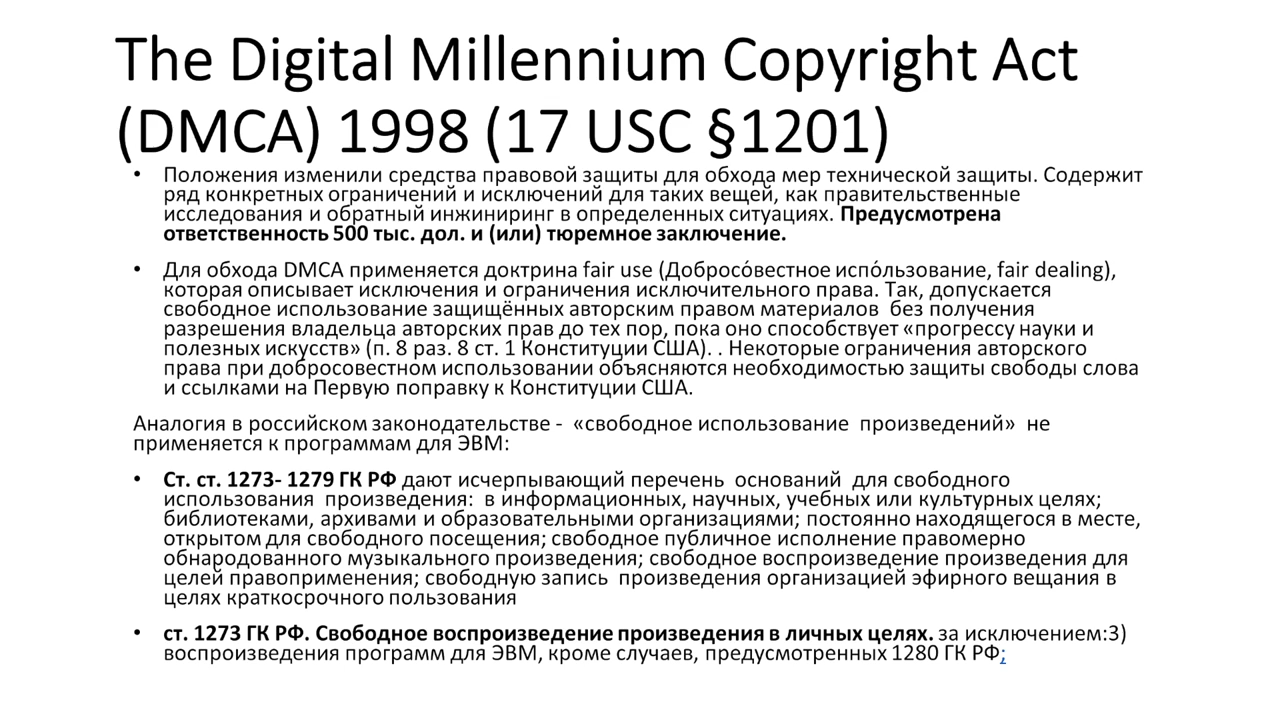 The Digital Millennium Copyright Act
(DMCA) 1998 (17 USC §1201)
• Положения изменили средства правовой защиты для обхода мер технической защиты. Содержит
ряд конкретных ограничений и исключений для таких вещей, как правительственные
исследования и обратный инжиниринг в определенных ситуациях. Предусмотрена
ответственность 500 тыс. дол. и (или) тюремное заключение.
• Для обхода DMCA применяется доктрина fair use (Добросо́вестное испо́льзование, fair dealing),
которая описывает исключения и ограничения исключительного права. Так, допускается
свободное использование защищённых авторским правом материалов без получения
разрешения владельца авторских прав до тех пор, пока оно способствует «прогрессу науки и
полезных искусств» (п. 8 раз. 8 ст. 1 Конституции США). . Некоторые ограничения авторского
права при добросовестном использовании объясняются необходимостью защиты свободы слова
и ссылками на Первую поправку к Конституции США.
Аналогия в российском законодательстве - «свободное использование произведений» не
применяется к программам для ЭВМ:
• Ст. ст. 1273- 1279 ГК РФ дают исчерпывающий перечень оснований для свободного
использования произведения: в информационных, научных, учебных или культурных целях;
библиотеками, архивами и образовательными организациями; постоянно находящегося в месте,
открытом для свободного посещения; свободное публичное исполнение правомерно
обнародованного музыкального произведения; свободное воспроизведение произведения для
целей правоприменения; свободную запись произведения организацией эфирного вещания в
целях краткосрочного пользования
• ст. 1273 ГК РФ. Свободное воспроизведение произведения в личных целях. за исключением:3)
воспроизведения программ для ЭВМ, кроме случаев, предусмотренных 1280 ГК РФ;